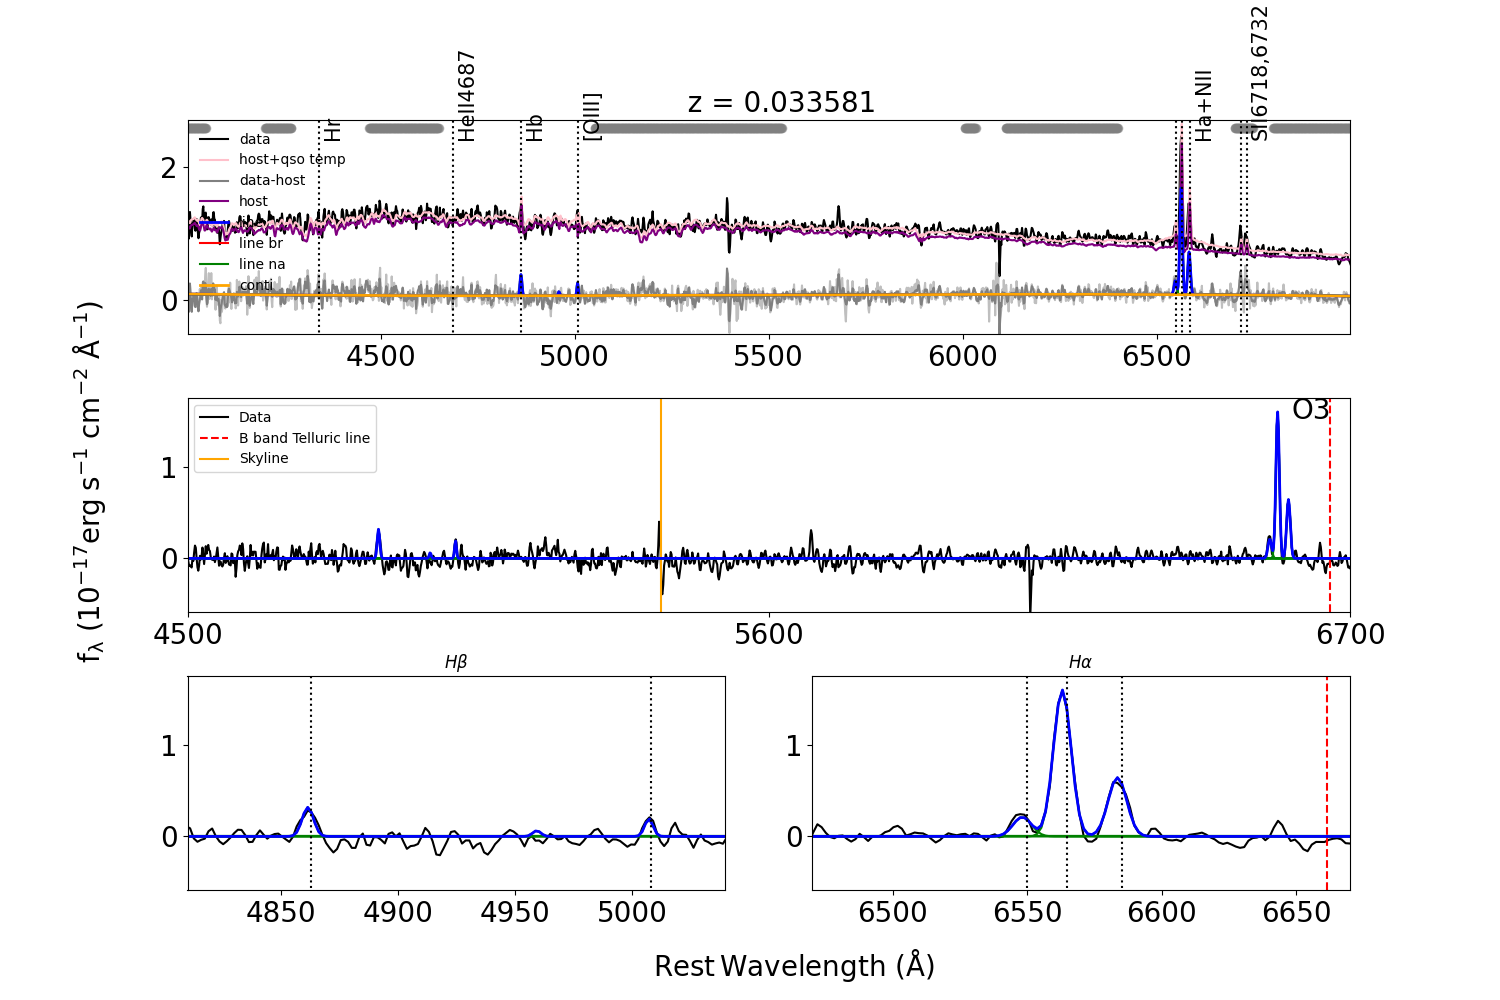 z = 0.033581
Hr
HeII4687
Hb
[OIII]
Ha+NII
SII6718,6732
data
host+qso temp
data-host
host
line br
line na
conti
2
0
4500 5000 5500 6000 6500
f_λ (10^−17 erg s^−1 cm^−2 Å^−1)
Data
B band Telluric line
Skyline
O3
1
0
4500 5600 6700
Hβ
1
0
4850 4900 4950 5000
Hα
1
0
6500 6550 6600 6650
Rest Wavelength (Å)